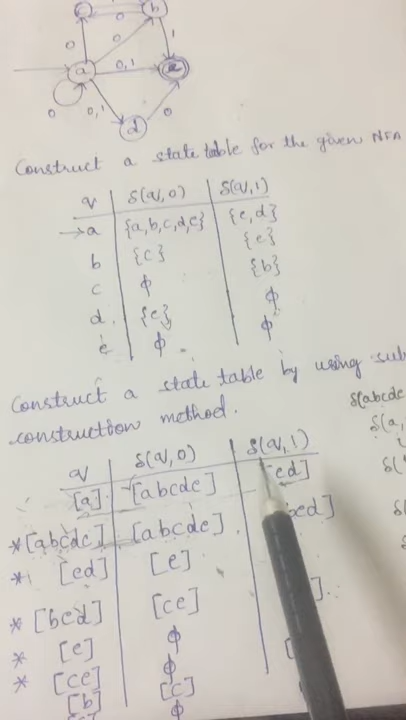 c 0 b
0 0 1
a 0,1 e
0 0,1 d 0
Construct a state table for the given NFA
q δ(q,0) δ(q,1)
→a {a,b,c,d,e} {e,d}
b {c} {e}
c ϕ {b}
d {e} ϕ
e ϕ ϕ
Construct a state table by using sub
construction method.
δ(abcde
q δ(q,0) δ(q,1)
δ(a,
[a] [abcde] [ed]
*[abcde] [abcde]
* [ed] [e]
* [bed] [ce]
* [e] ϕ
* [ce] ϕ
[b] [c]
ϕ